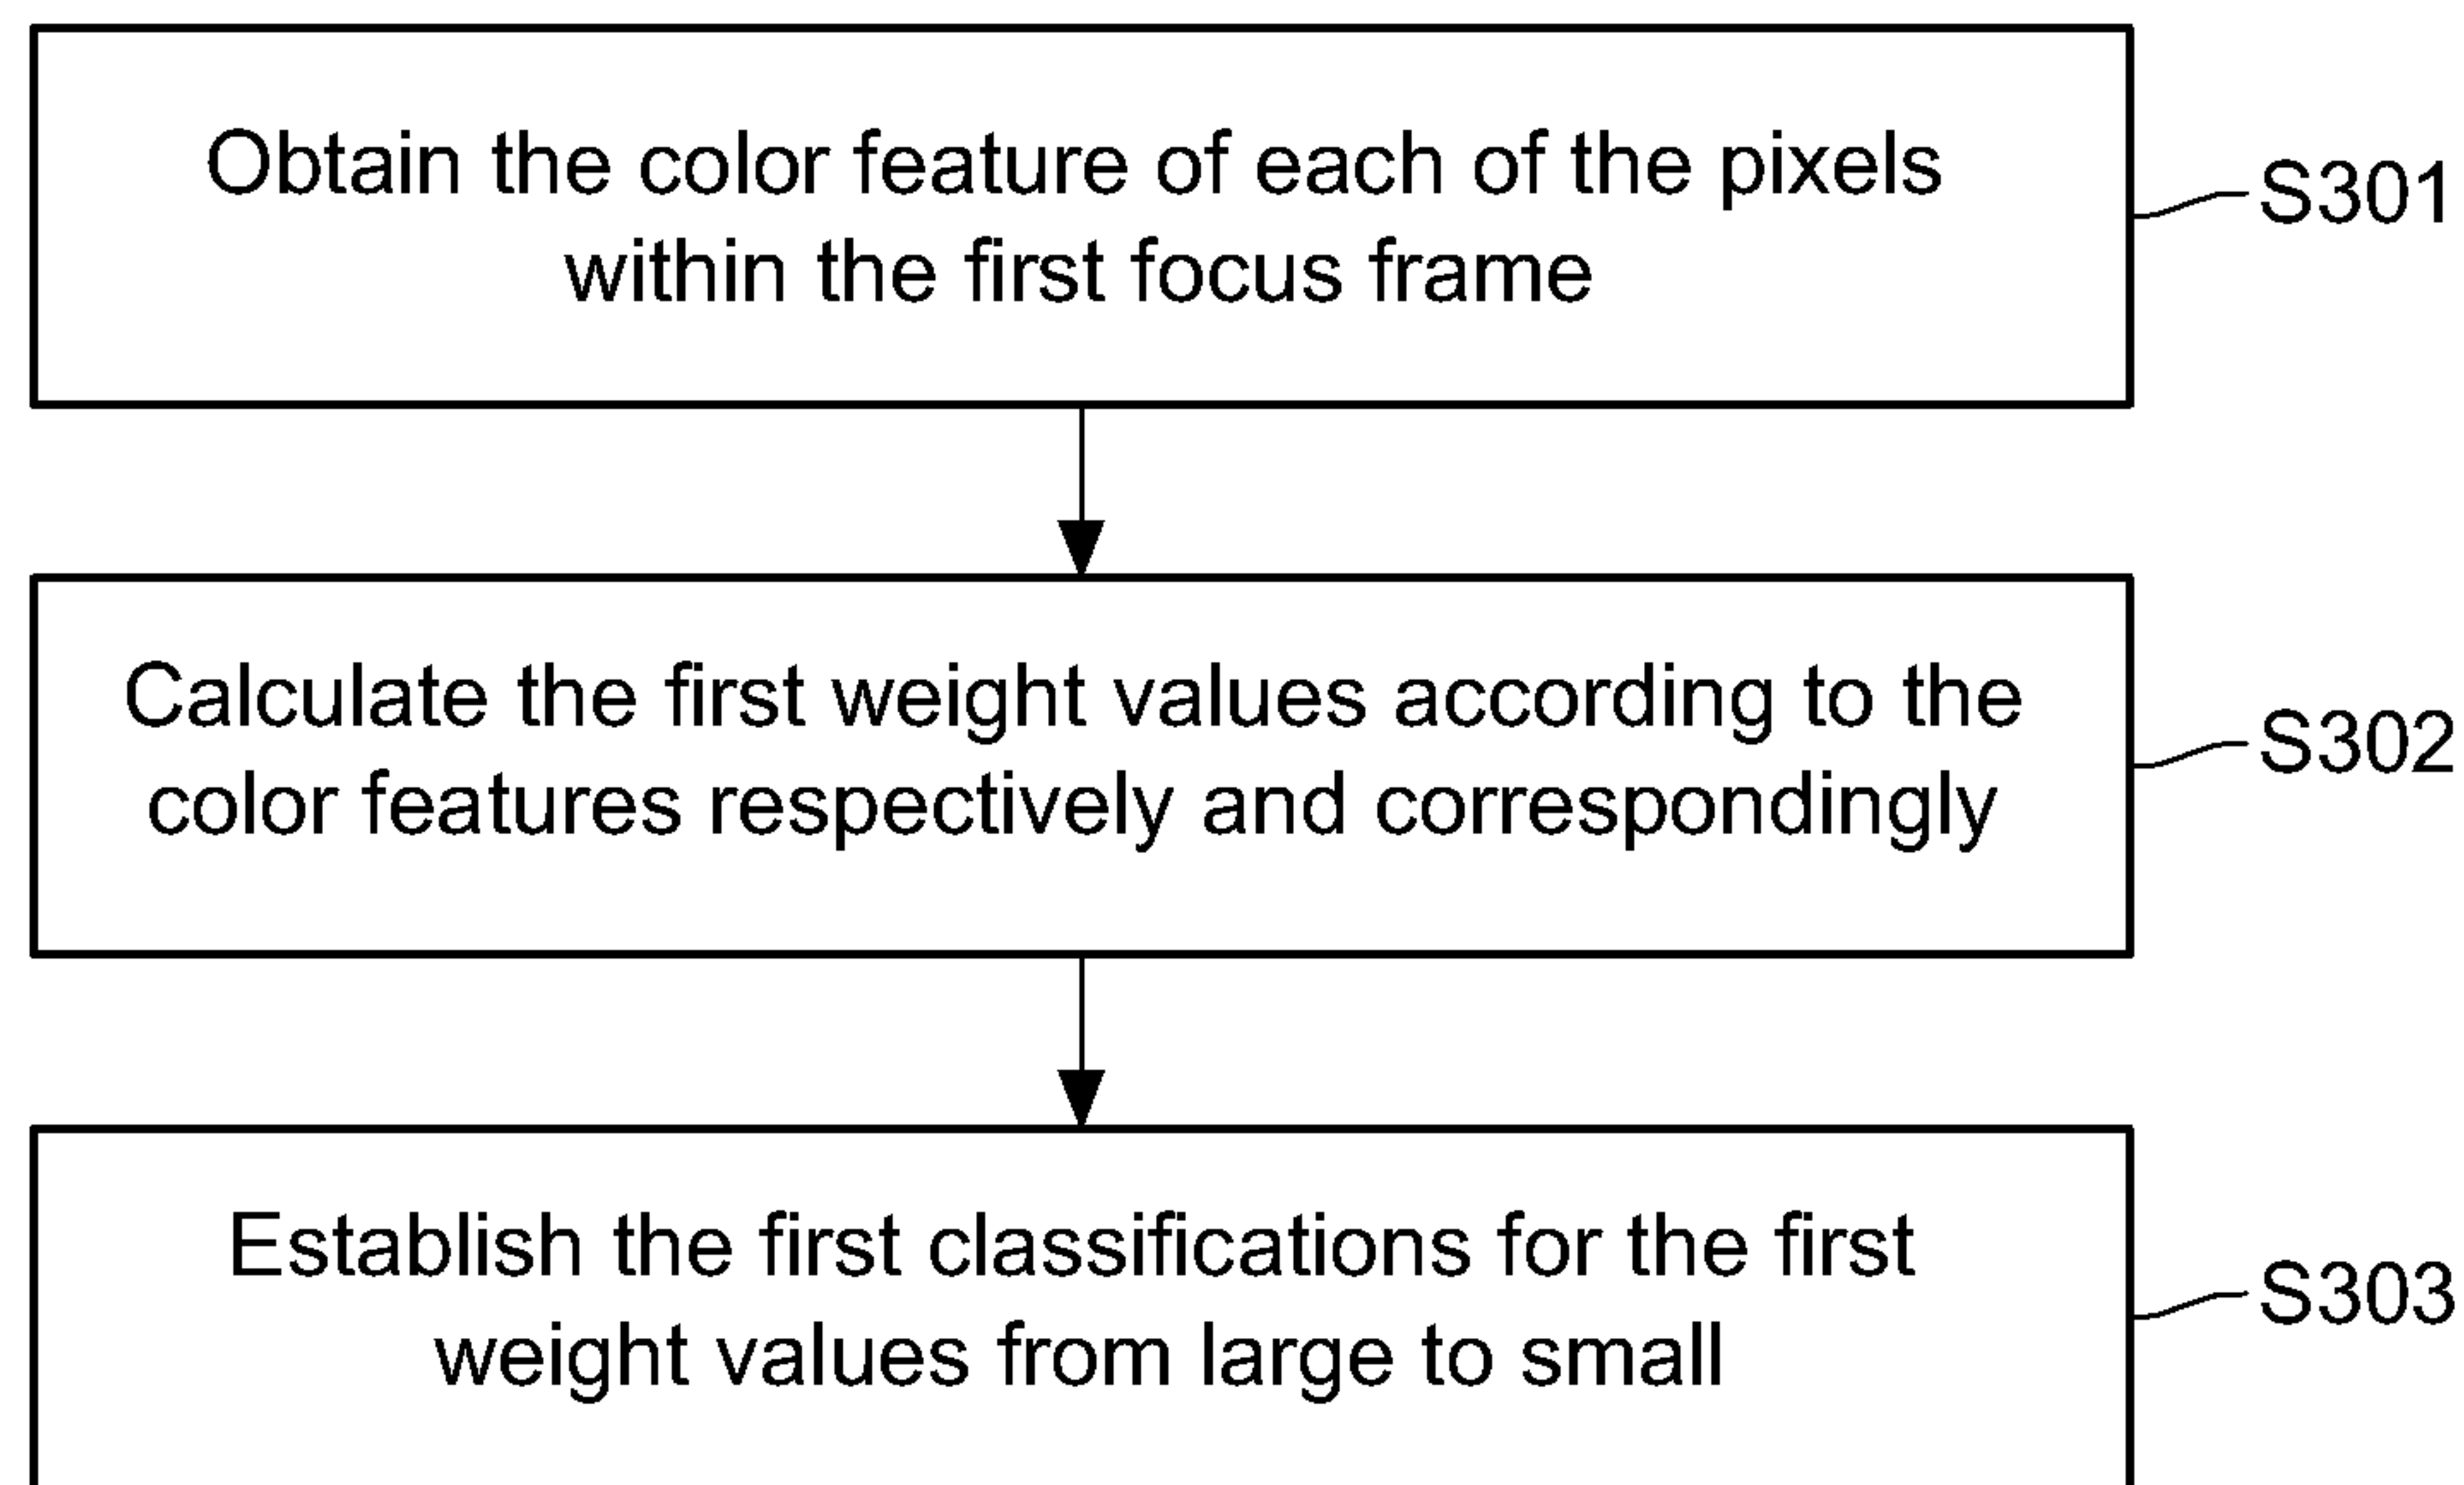 Obtain the color feature of each of the pixels
within the first focus frame
S301
Calculate the first weight values according to the
color features respectively and correspondingly
S302
Establish the first classifications for the first
weight values from large to small
S303